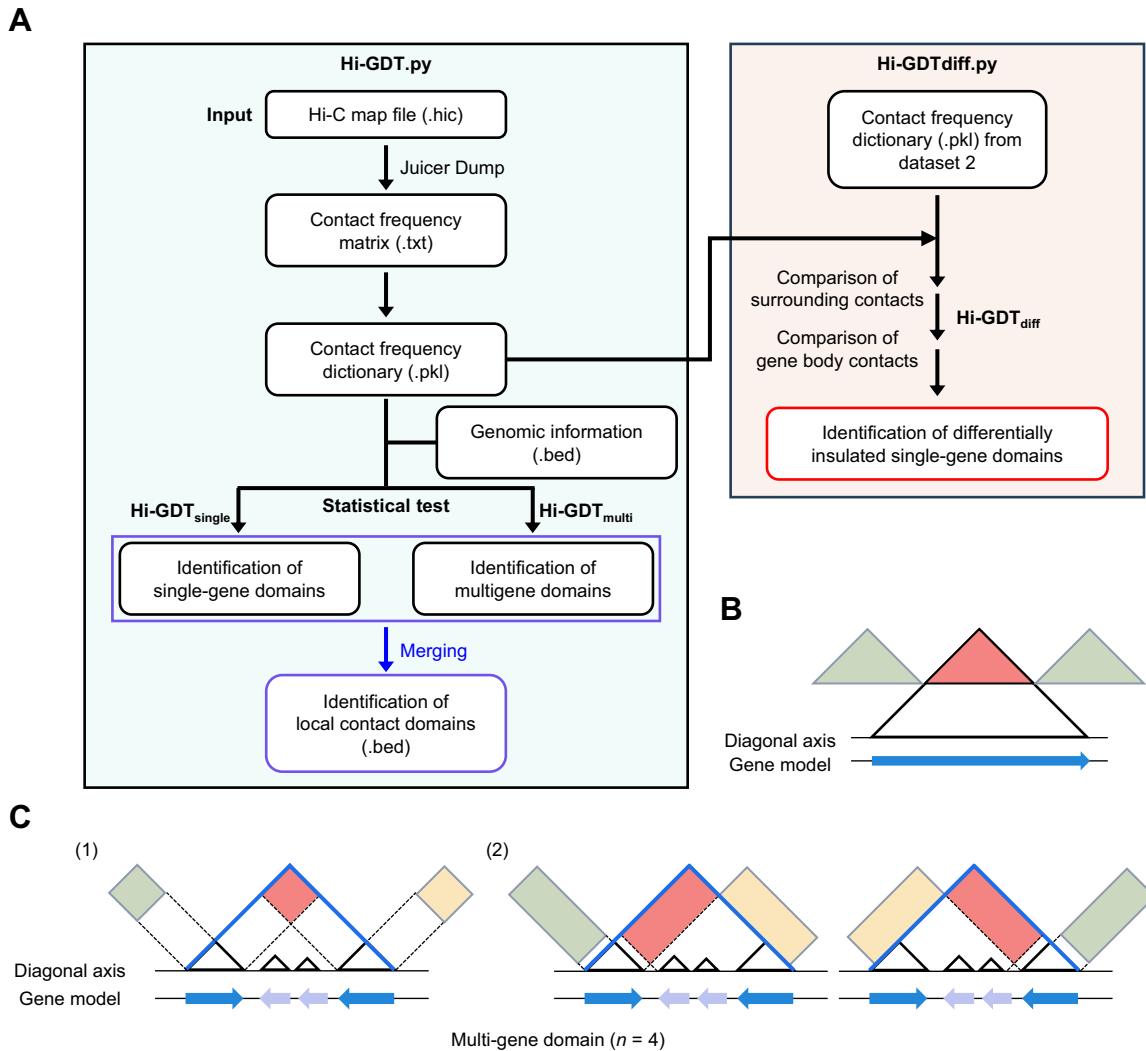 A
Hi-GDT.py
Input
Hi-C map file (.hic)
Juicer Dump
Contact frequency
matrix (.txt)
Contact frequency
dictionary (.pkl)
Genomic information
(.bed)
Statistical test
Hi-GDTsingle
Hi-GDTmulti
Identification of
single-gene domains
Identification of
multigene domains
Merging
Identification of
local contact domains
(.bed)
Hi-GDTdiff.py
Contact frequency
dictionary (.pkl) from
dataset 2
Comparison of
surrounding contacts
Hi-GDTdiff
Comparison of
gene body contacts
Identification of differentially
insulated single-gene domains
B
Diagonal axis
Gene model
C
(1)
(2)
Diagonal axis
Gene model
Multi-gene domain (n = 4)